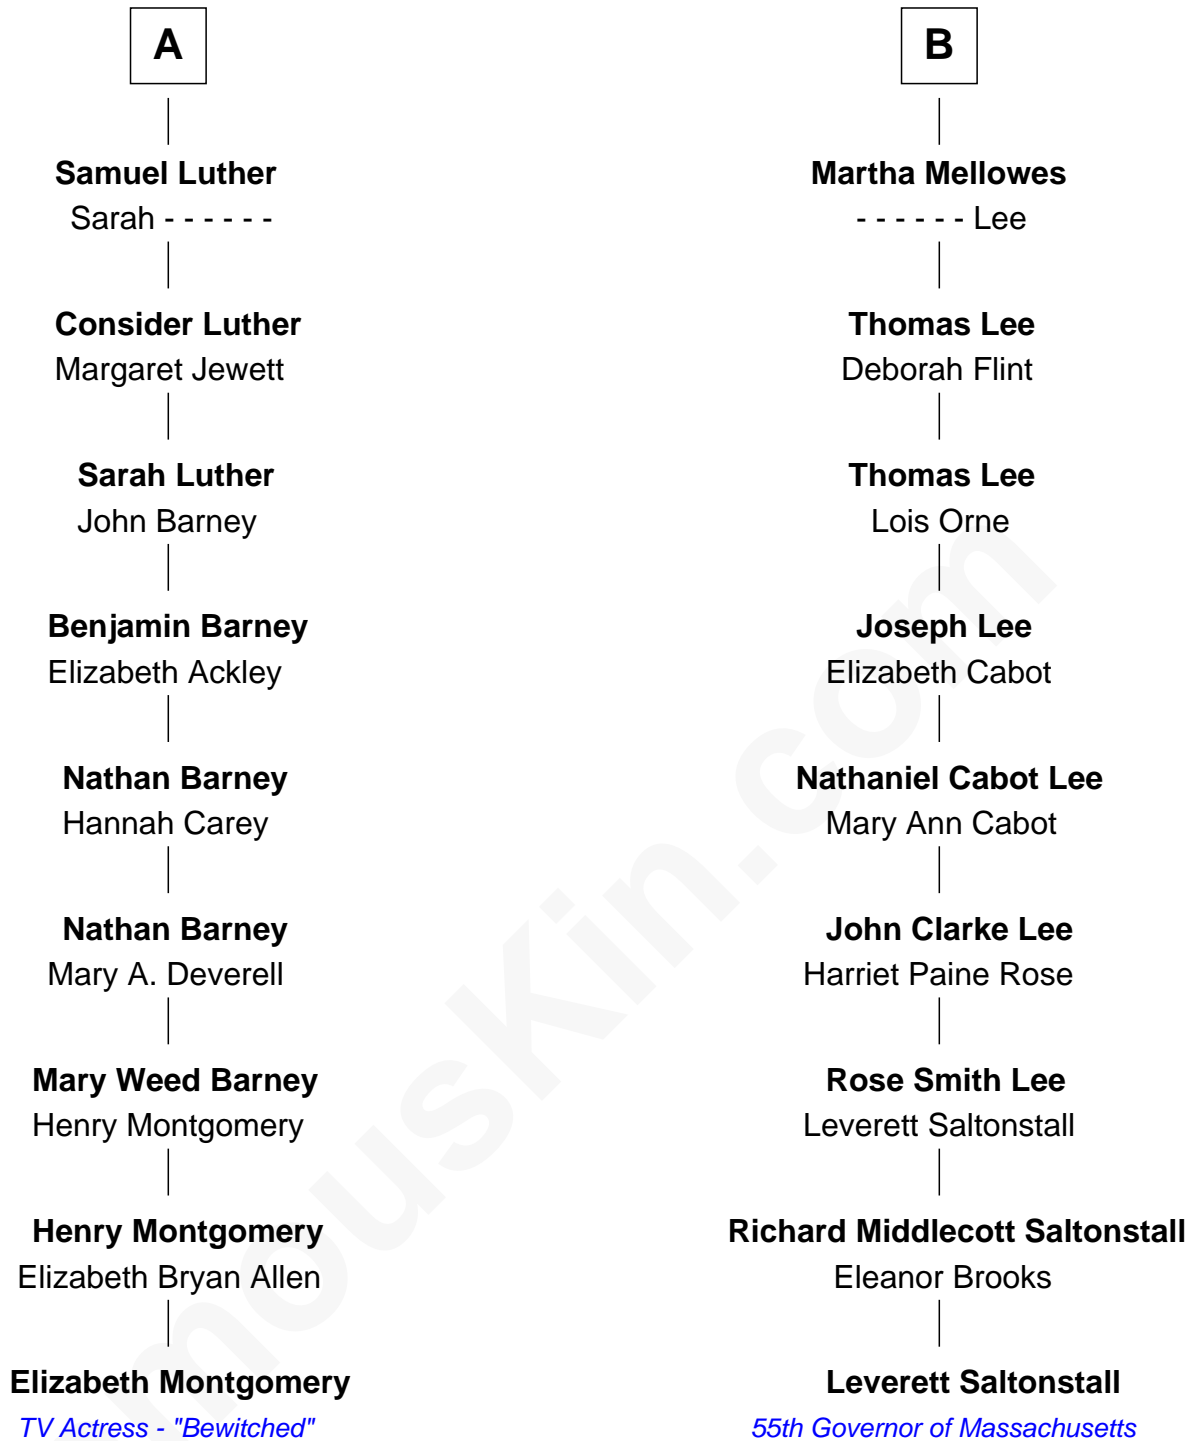 A
Samuel Luther
Sarah - - - - - -
Consider Luther
Margaret Jewett
Sarah Luther
John Barney
Benjamin Barney
Elizabeth Ackley
Nathan Barney
Hannah Carey
Nathan Barney
Mary A. Deverell
Mary Weed Barney
Henry Montgomery
Henry Montgomery
Elizabeth Bryan Allen
Elizabeth Montgomery
TV Actress - "Bewitched"
B
Martha Mellowes
- - - - - - Lee
Thomas Lee
Deborah Flint
Thomas Lee
Lois Orne
Joseph Lee
Elizabeth Cabot
Nathaniel Cabot Lee
Mary Ann Cabot
John Clarke Lee
Harriet Paine Rose
Rose Smith Lee
Leverett Saltonstall
Richard Middlecott Saltonstall
Eleanor Brooks
Leverett Saltonstall
55th Governor of Massachusetts
mousKin.com